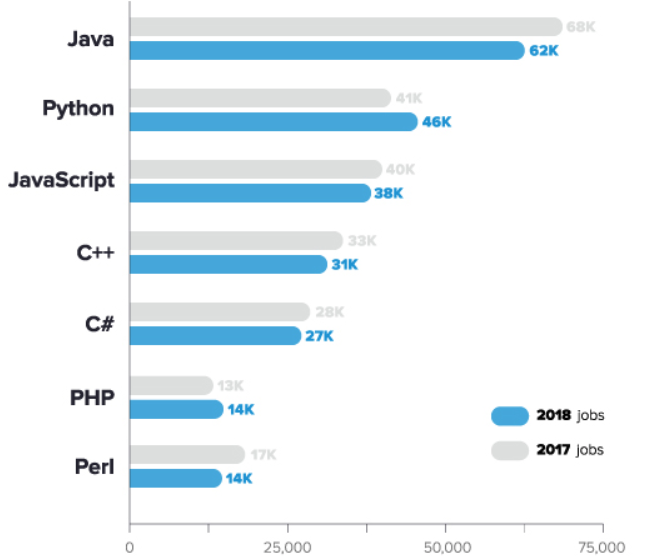 Java
68K
62K
Python
41K
46K
JavaScript
40K
38K
C++
33K
31K
C#
28K
27K
PHP
13K
14K
Perl
17K
14K
2018 jobs
2017 jobs
0 25,000 50,000 75,000